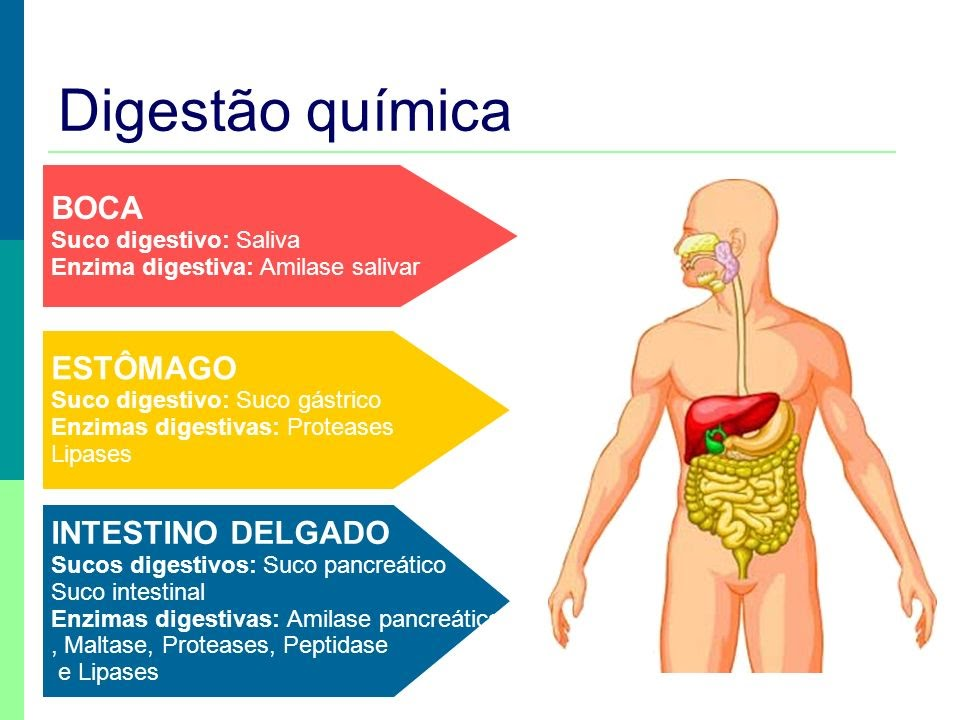 Digestão química
BOCA
Suco digestivo: Saliva
Enzima digestiva: Amilase salivar
ESTÔMAGO
Suco digestivo: Suco gástrico
Enzimas digestivas: Proteases
Lipases
INTESTINO DELGADO
Sucos digestivos: Suco pancreático
Suco intestinal
Enzimas digestivas: Amilase pancreática
, Maltase, Proteases, Peptidase
e Lipases